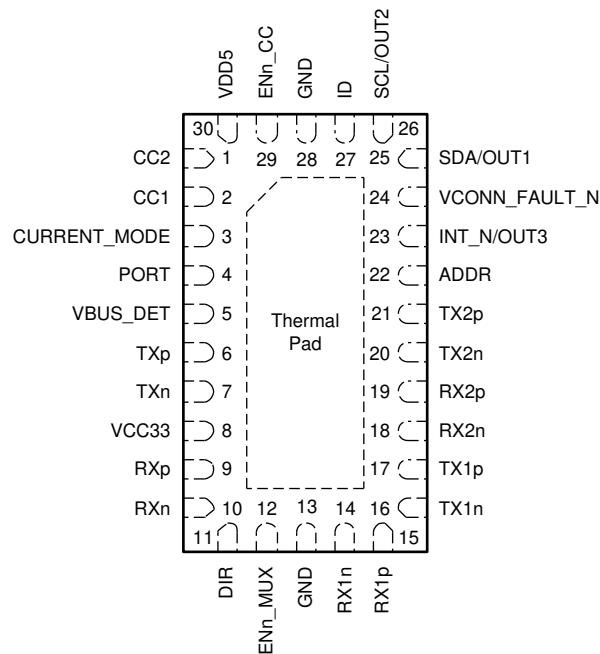 VDD5
ENn_CC
GND
ID
SCL/OUT2
30
26
CC2 1 29 28 27 25 SDA/OUT1
CC1 2 24 VCONN_FAULT_N
CURRENT_MODE 3 23 INT_N/OUT3
PORT 4 22 ADDR
VBUS_DET 5 21 TX2p
Thermal
Pad
TXp 6 20 TX2n
TXn 7 19 RX2p
VCC33 8 18 RX2n
RXp 9 17 TX1p
RXn 10 12 13 14 16 TX1n
11
15
DIR
ENn_MUX
GND
RX1n
RX1p